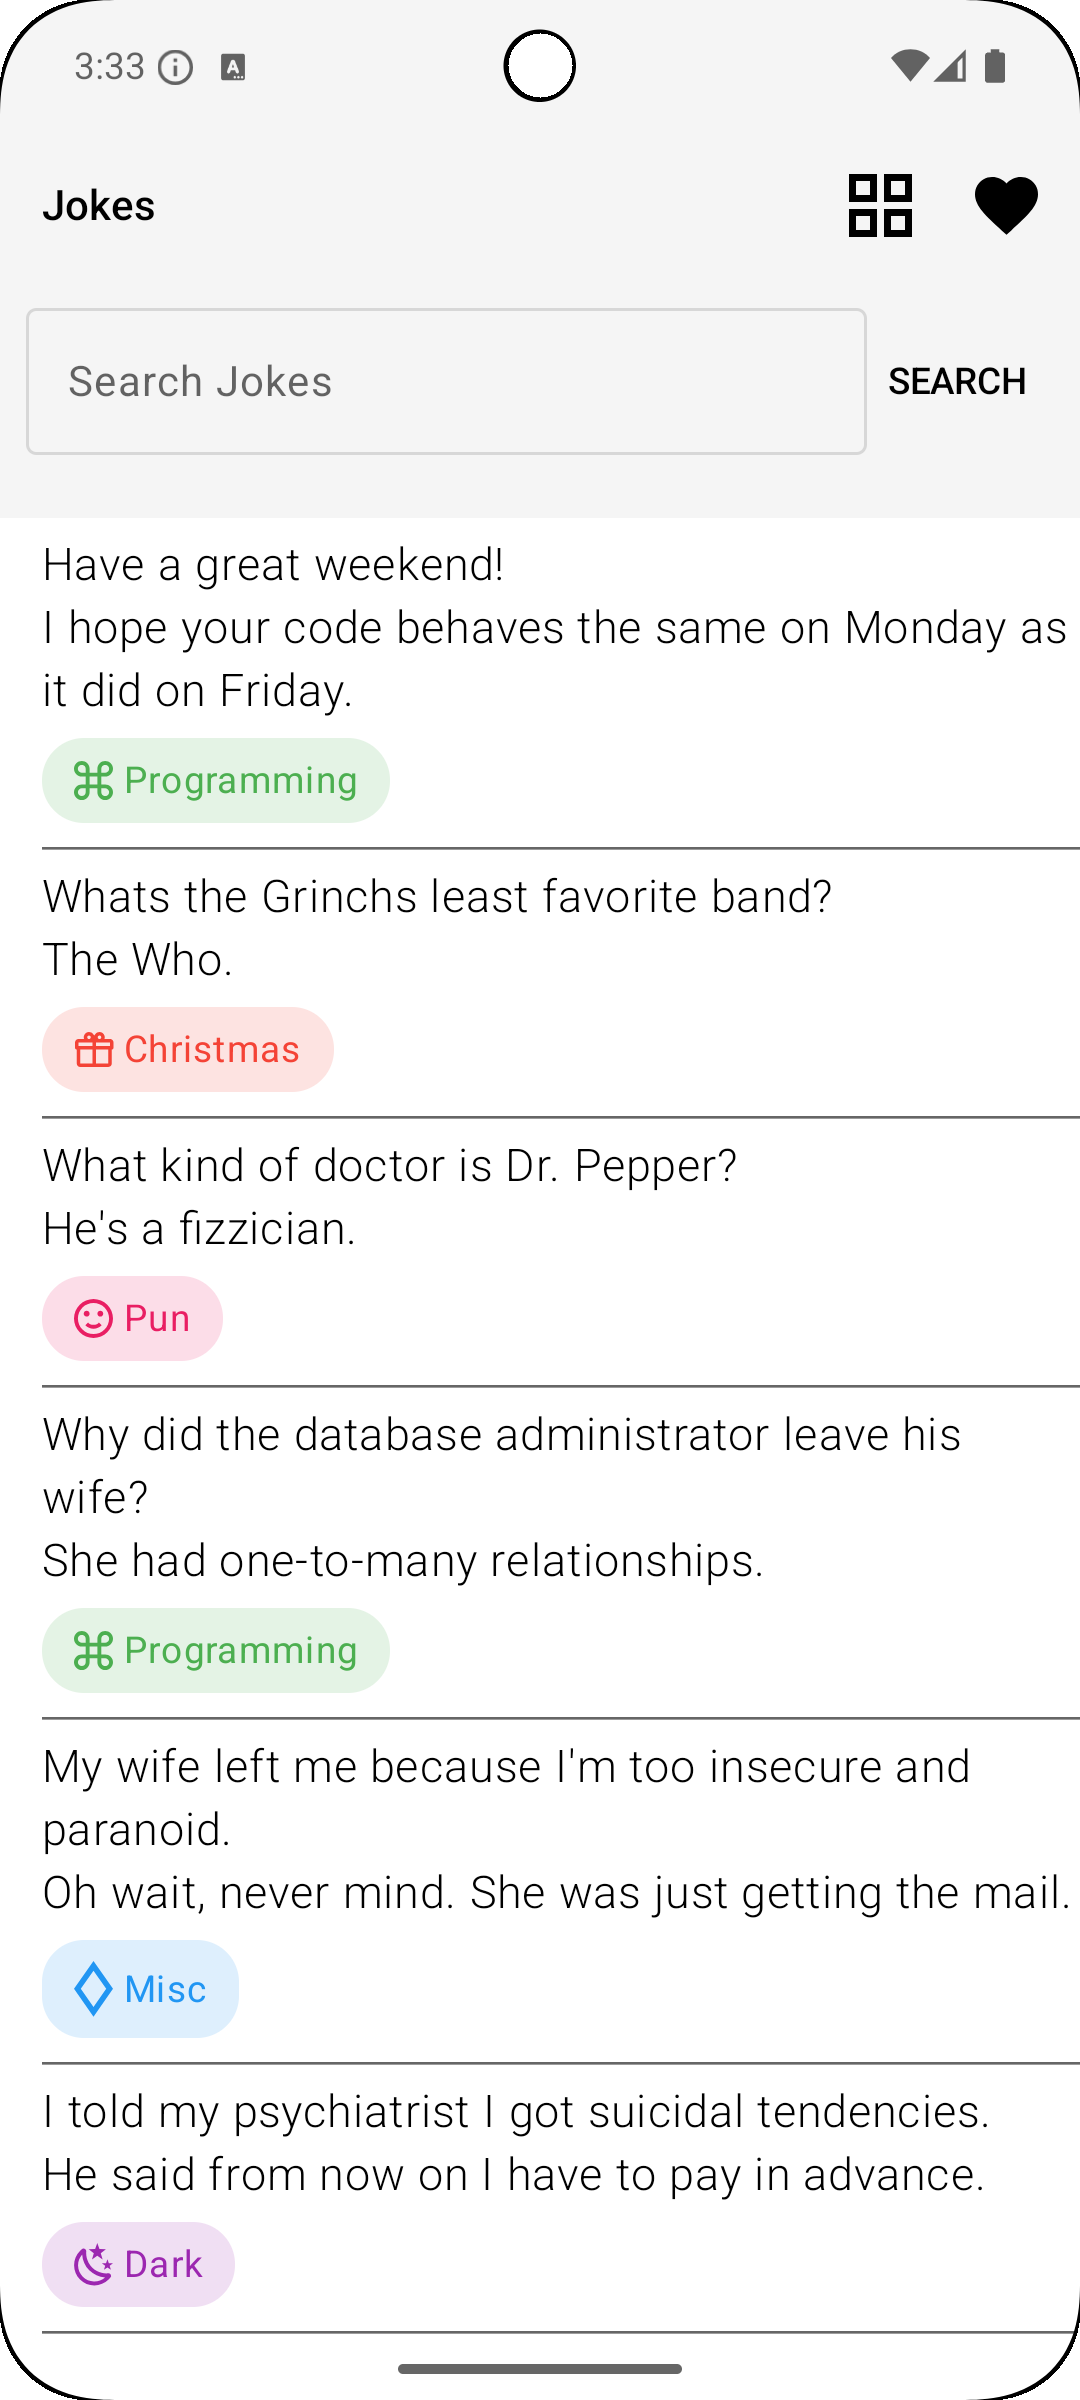 3:33
Jokes
Search Jokes
SEARCH
Have a great weekend!
I hope your code behaves the same on Monday as
it did on Friday.
Programming
Whats the Grinchs least favorite band?
The Who.
Christmas
What kind of doctor is Dr. Pepper?
He's a fizzician.
Pun
Why did the database administrator leave his
wife?
She had one-to-many relationships.
Programming
My wife left me because I'm too insecure and
paranoid.
Oh wait, never mind. She was just getting the mail.
Misc
I told my psychiatrist I got suicidal tendencies.
He said from now on I have to pay in advance.
Dark